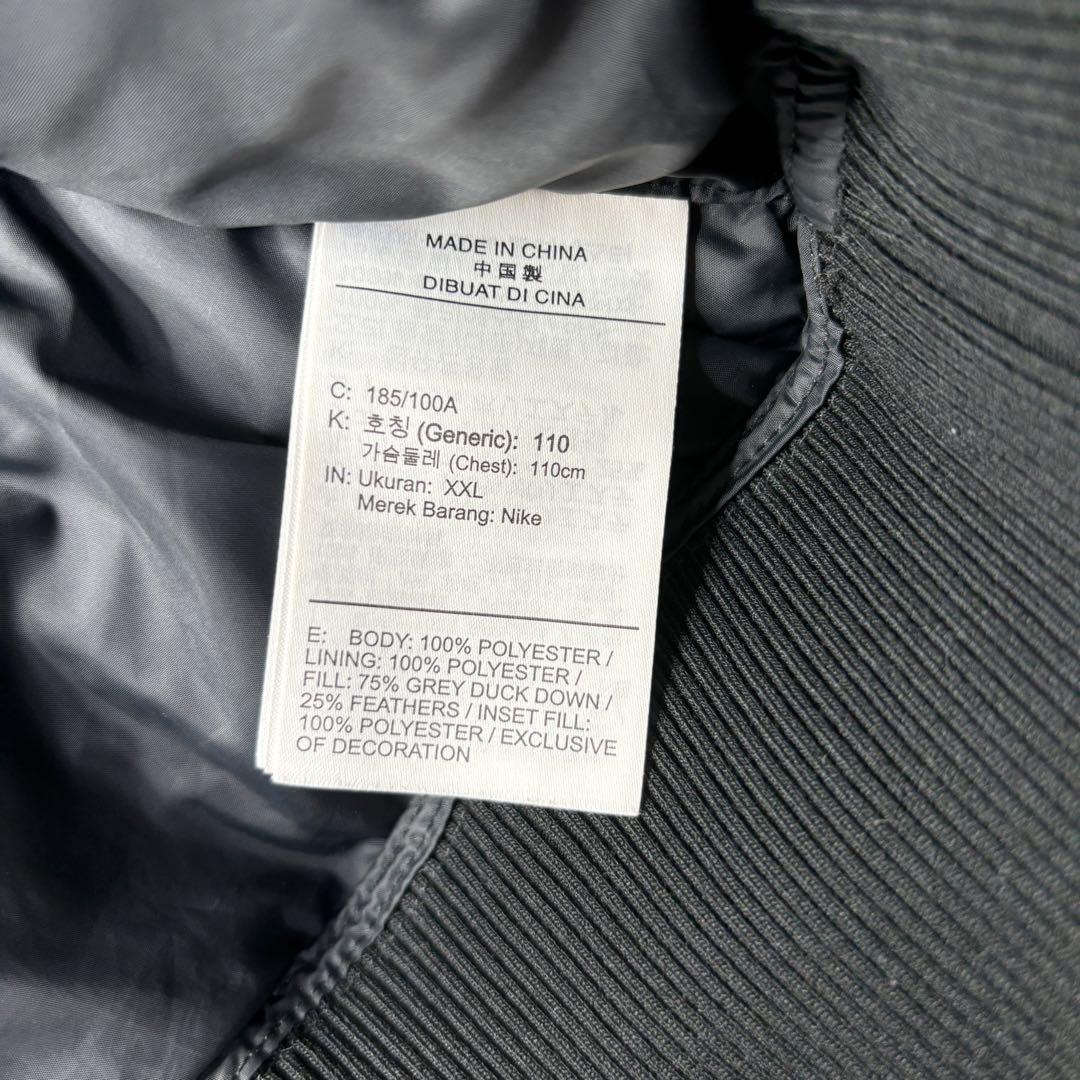 MADE IN CHINA
中国製
DIBUAT DI CINA
C: 185/100A
K: 호칭 (Generic): 110
가슴둘레 (Chest): 110cm
IN: Ukuran: XXL
Merek Barang: Nike
E: BODY: 100% POLYESTER /
LINING: 100% POLYESTER /
FILL: 75% GREY DUCK DOWN /
25% FEATHERS / INSET FILL:
100% POLYESTER / EXCLUSIVE
OF DECORATION